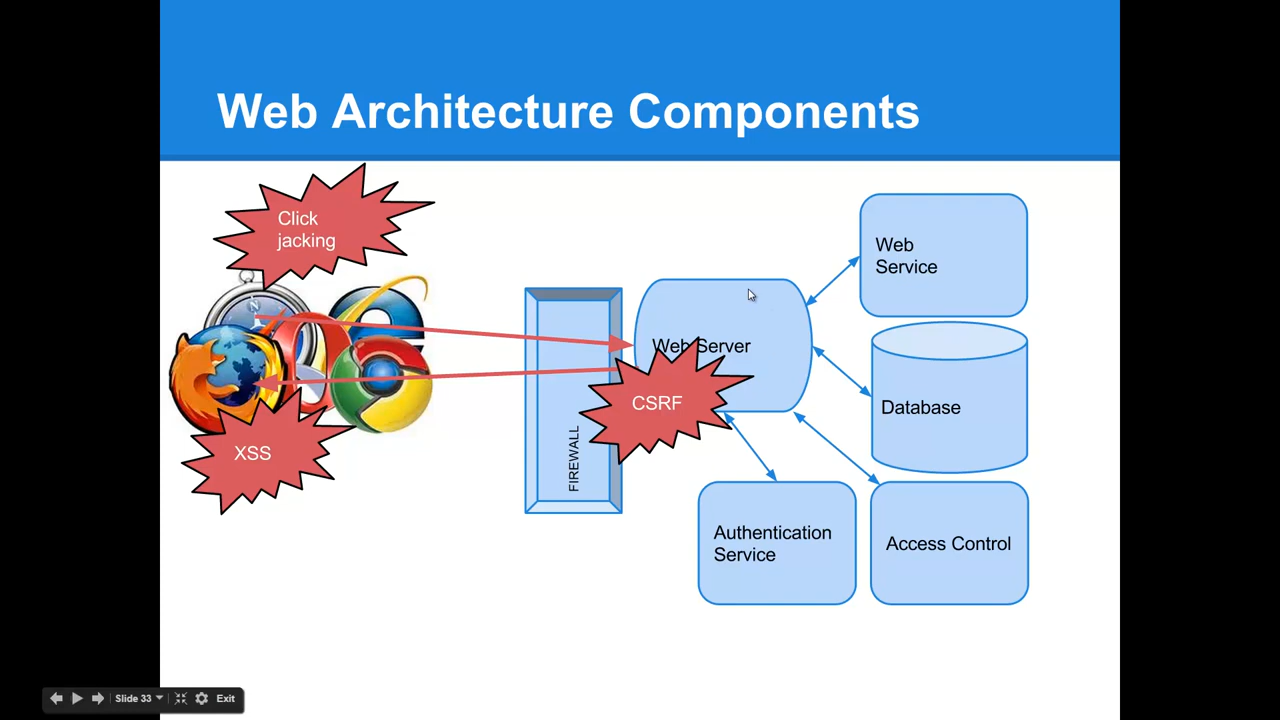 Web Architecture Components
Click
jacking
Web
Service
Web Server
CSRF
Database
XSS
FIREWALL
Authentication
Service
Access Control
Slide 33
Exit